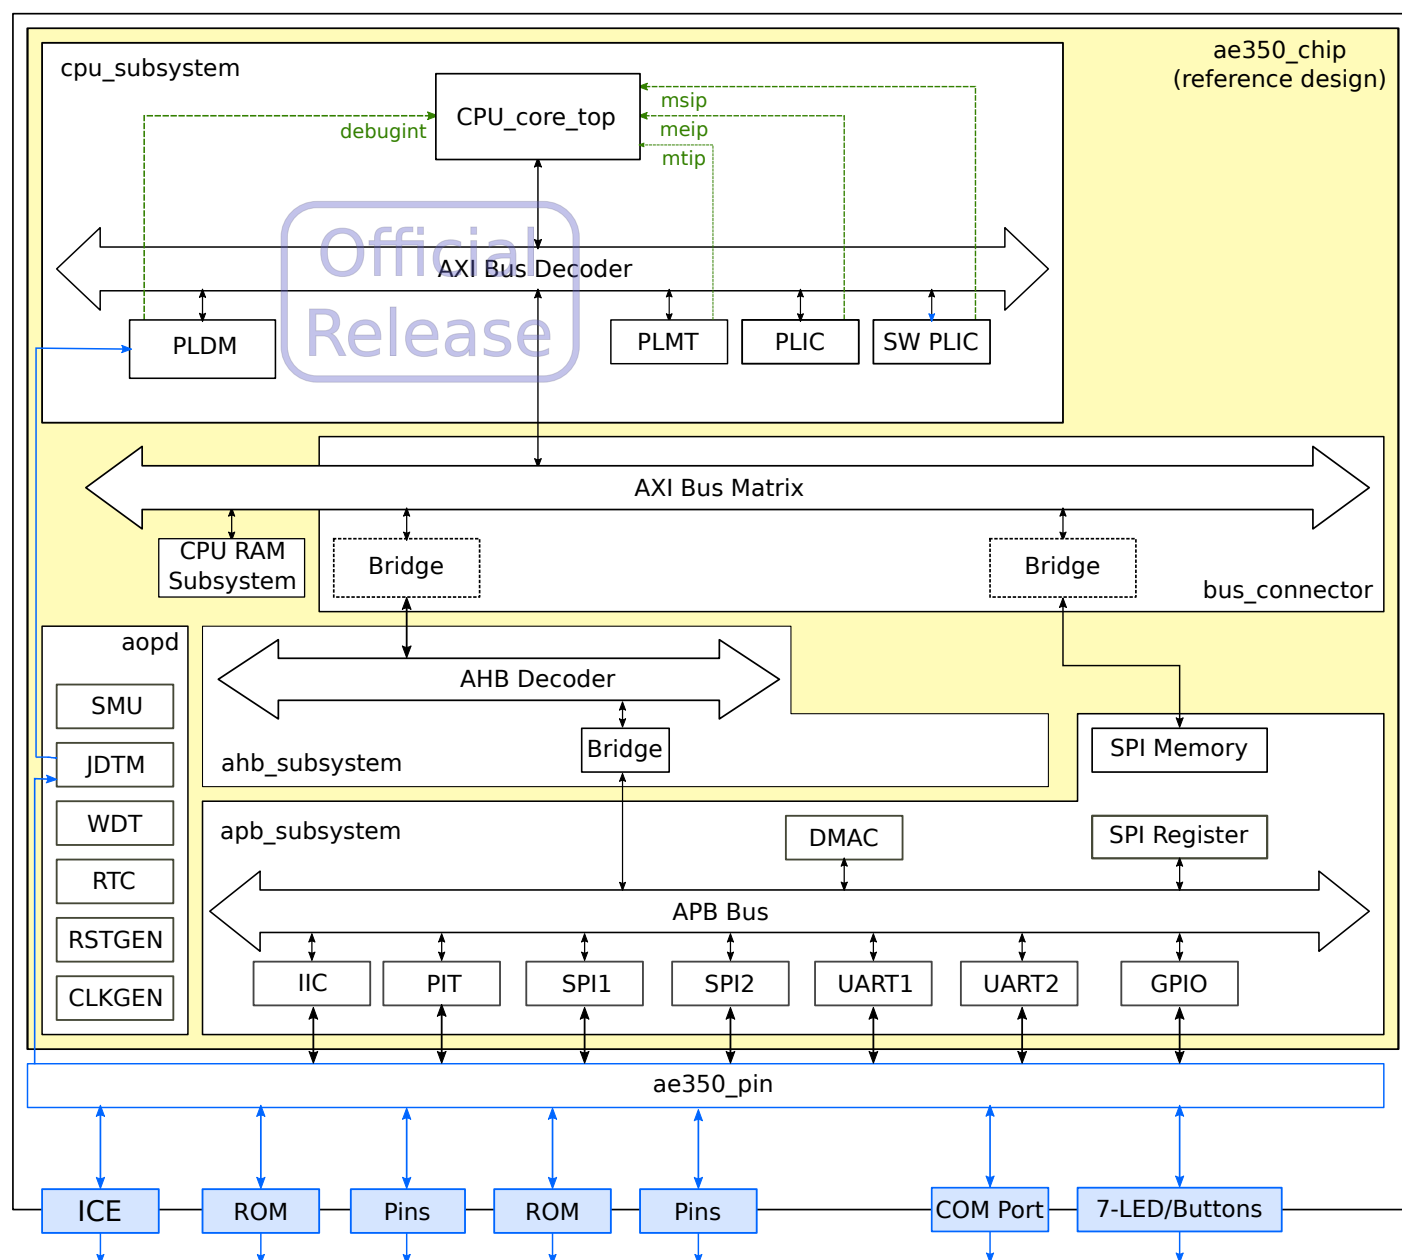 ae350_chip
(reference design)
cpu_subsystem
CPU_core_top
msip
meip
mtip
debugint
Official
Release
AXI Bus Decoder
PLDM
PLMT
PLIC
SW PLIC
AXI Bus Matrix
CPU RAM
Subsystem
Bridge
Bridge
bus_connector
aopd
SMU
JDTM
WDT
RTC
RSTGEN
CLKGEN
AHB Decoder
Bridge
ahb_subsystem
SPI Memory
apb_subsystem
DMAC
SPI Register
APB Bus
IIC
PIT
SPI1
SPI2
UART1
UART2
GPIO
ae350_pin
ICE
ROM
Pins
ROM
Pins
COM Port
7-LED/Buttons